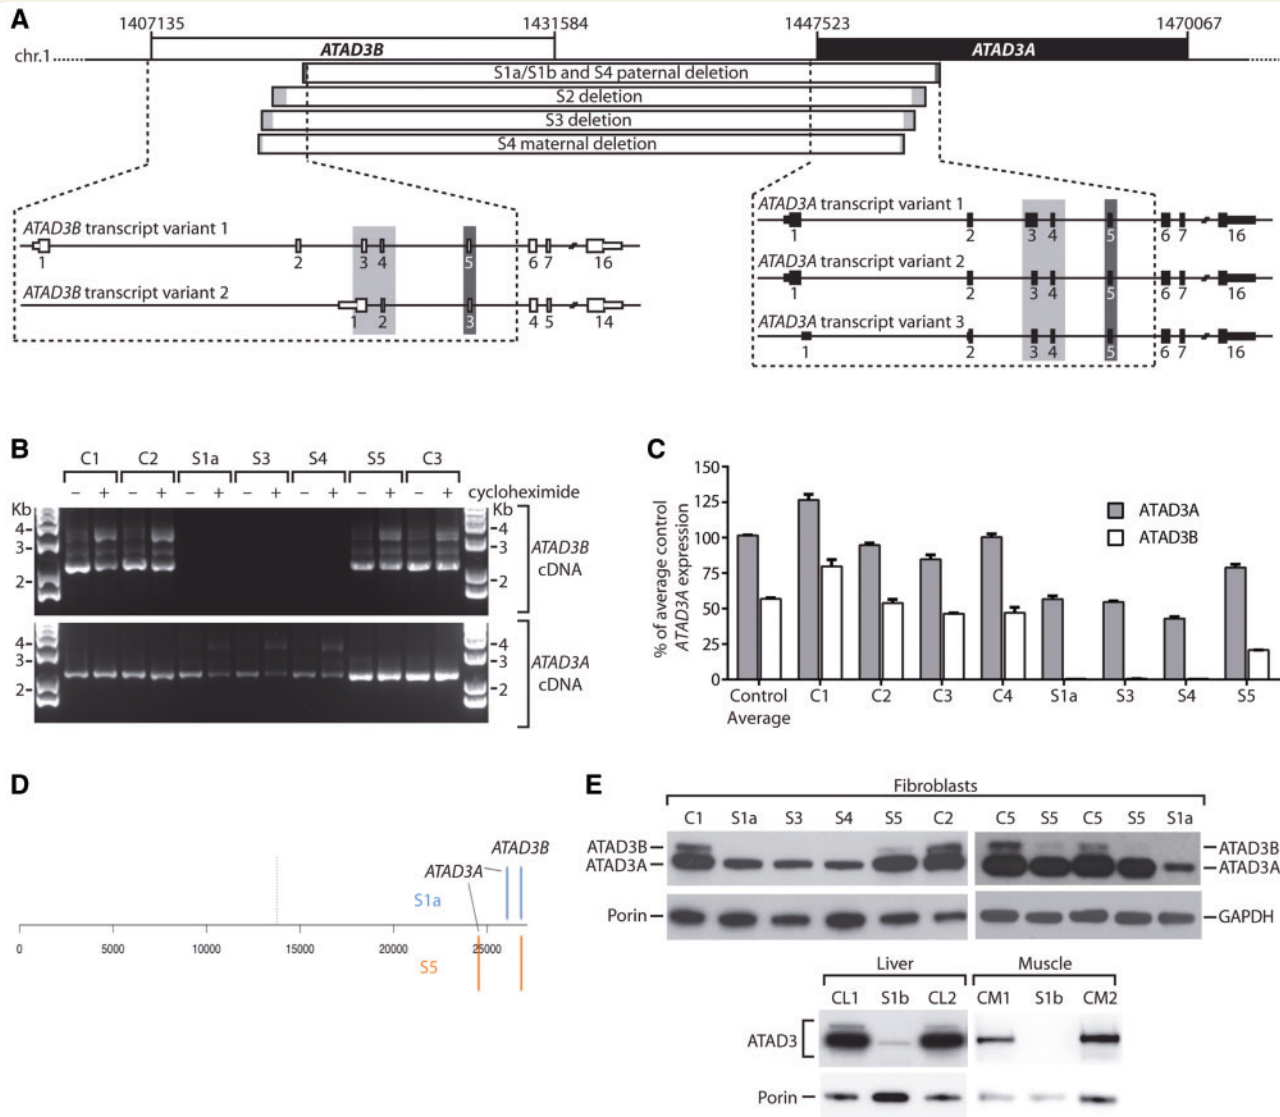 A
1407135 1431584 1447523 1470067
chr.1 ATAD3B ATAD3A
S1a/S1b and S4 paternal deletion
S2 deletion
S3 deletion
S4 maternal deletion
ATAD3B transcript variant 1
1 2 3 4 5 6 7 16
ATAD3B transcript variant 2
1 2 3 4 5 14
ATAD3A transcript variant 1
1 2 3 4 5 6 7 16
ATAD3A transcript variant 2
1 2 3 4 5 6 7 16
ATAD3A transcript variant 3
1 2 3 4 5 6 7 16
B
C1 C2 S1a S3 S4 S5 C3
– + – + – + – + – + – + – + cycloheximide
Kb Kb
4 4
3 3
2 2
ATAD3B
cDNA
4 4
3 3
2 2
ATAD3A
cDNA
C
% of average control
ATAD3A expression
150
100
75
50
25
0
ATAD3A
ATAD3B
Control
Average
C1 C2 C3 C4 S1a S3 S4 S5
D
ATAD3B
ATAD3A
S1a
0 5000 10000 15000 20000 25000
S5
E
Fibroblasts
C1 S1a S3 S4 S5 C2 C5 S5 C5 S5 S1a
ATAD3B ATAD3B
ATAD3A ATAD3A
Porin GAPDH
Liver Muscle
CL1 S1b CL2 CM1 S1b CM2
ATAD3
Porin